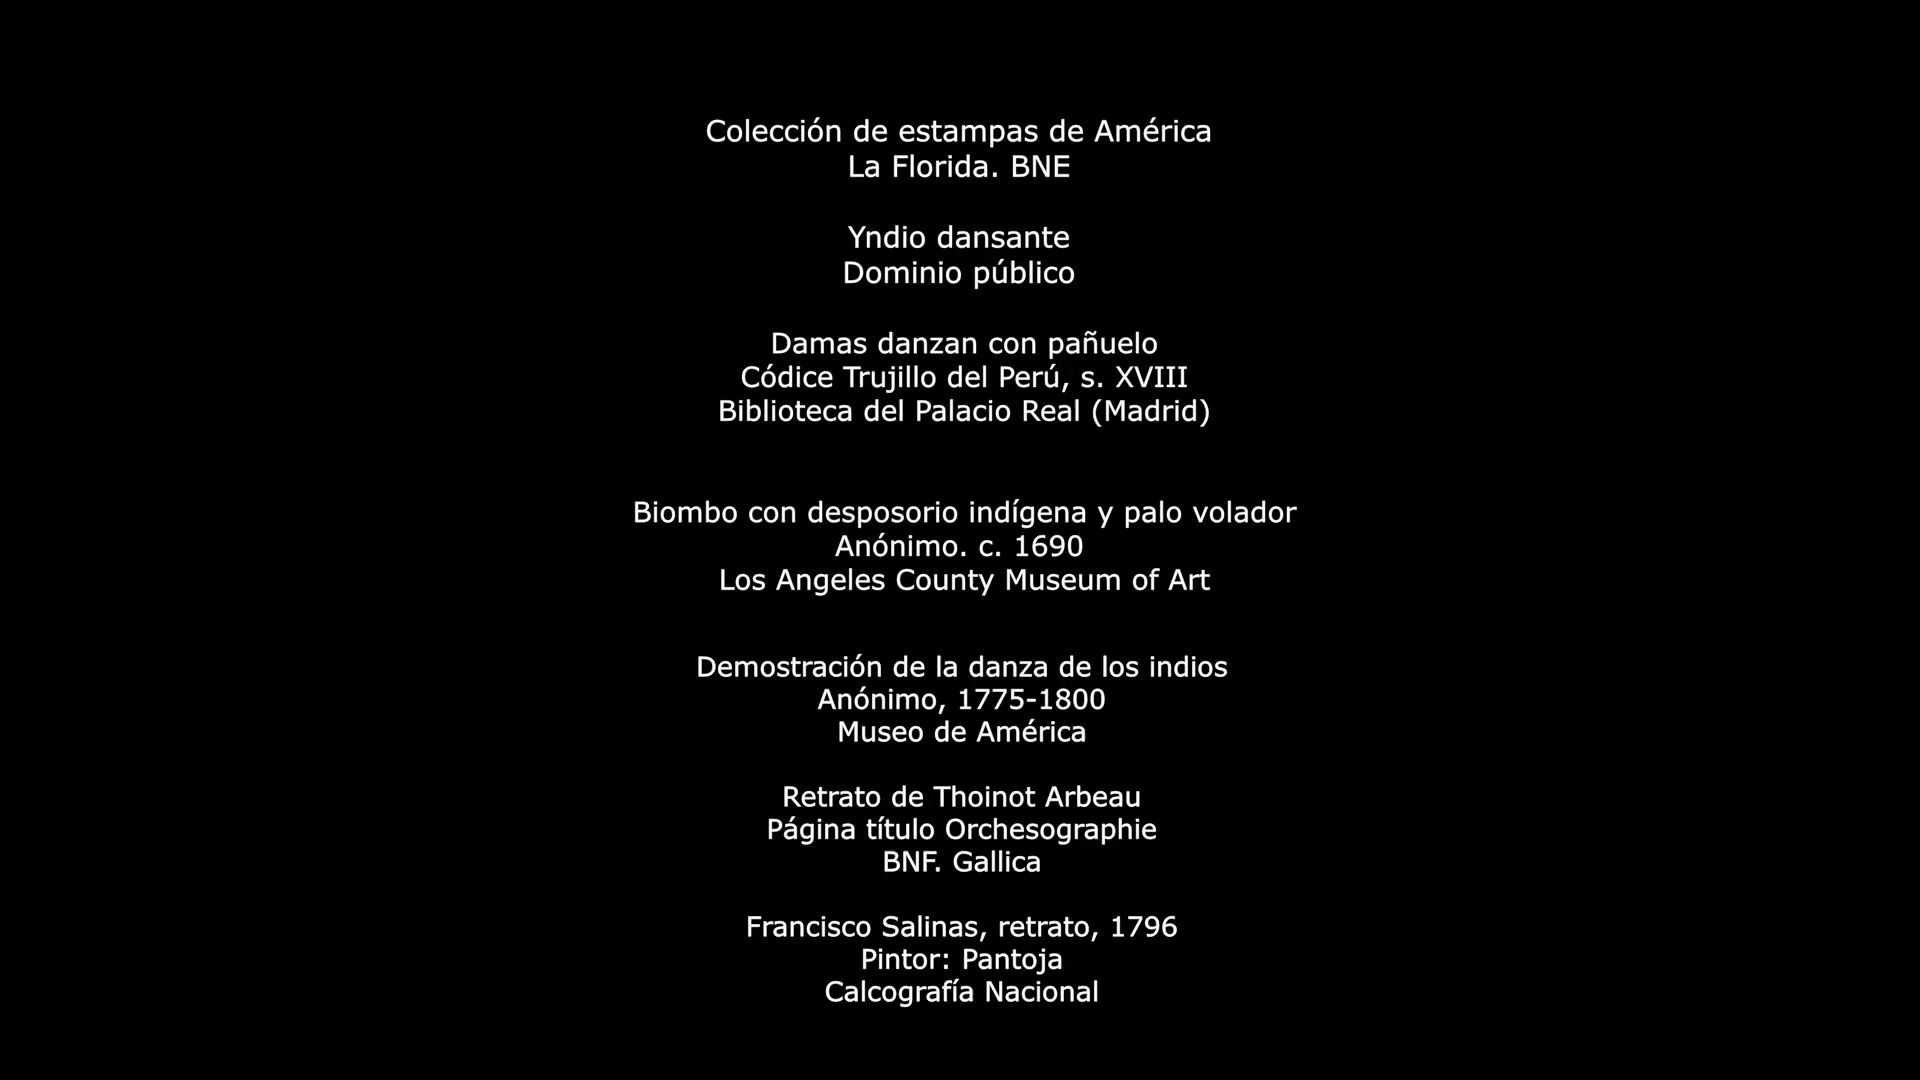 Colección de estampas de América
La Florida. BNE
Yndio dansante
Dominio público
Damas danzan con pañuelo
Códice Trujillo del Perú, s. XVIII
Biblioteca del Palacio Real (Madrid)
Biombo con desposorio indígena y palo volador
Anónimo. c. 1690
Los Angeles County Museum of Art
Demostración de la danza de los indios
Anónimo, 1775-1800
Museo de América
Retrato de Thoinot Arbeau
Página título Orchesographie
BNF. Gallica
Francisco Salinas, retrato, 1796
Pintor: Pantoja
Calcografía Nacional